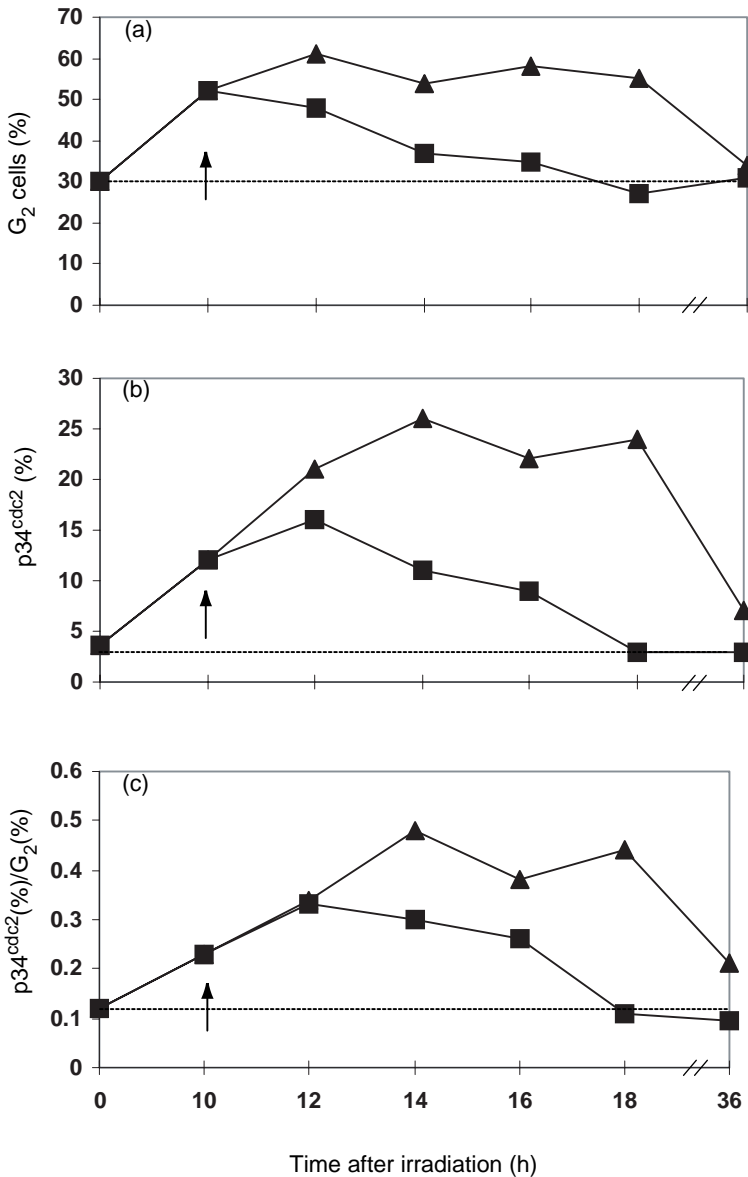 (a)
70
60
50
40
30
20
10
0
G2 cells (%)
(b)
30
25
20
15
10
5
0
p34cdc2 (%)
(c)
0.6
0.5
0.4
0.3
0.2
0.1
0
p34cdc2(%)/G2(%)
0 10 12 14 16 18 36
Time after irradiation (h)